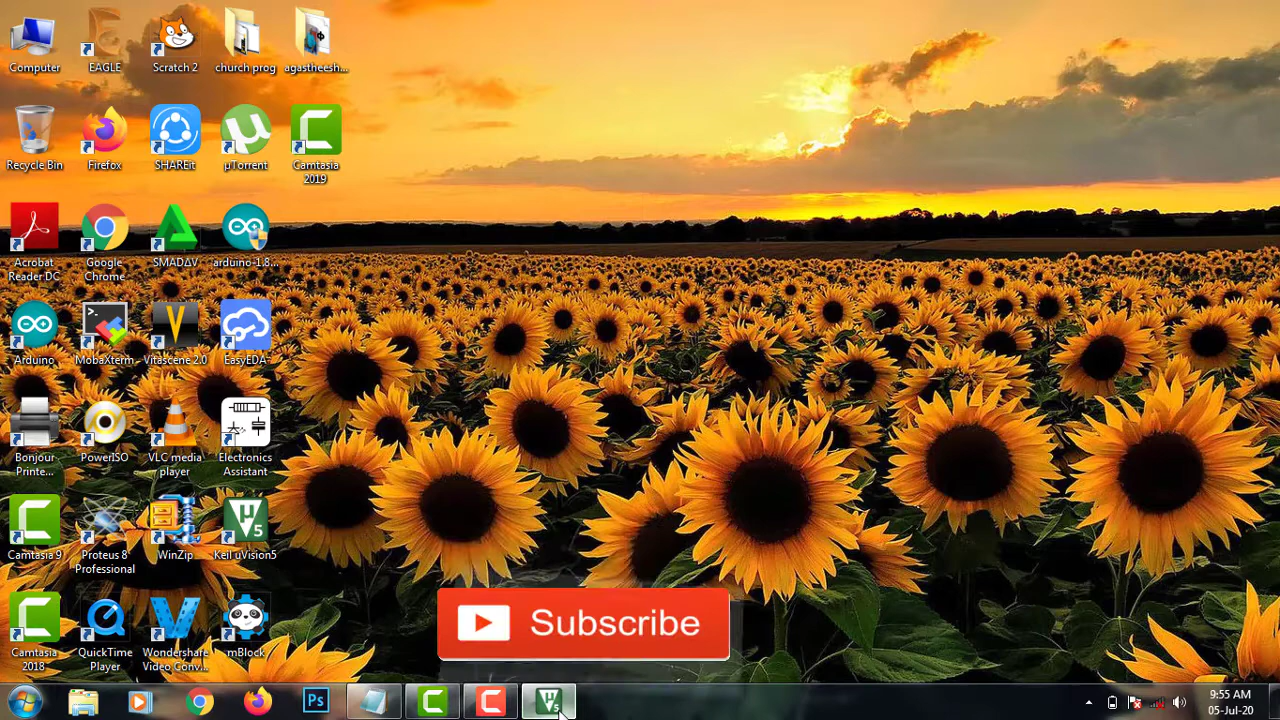 Computer
EAGLE
Scratch 2
church prog
agastheesh...
Recycle Bin
Firefox
SHAREit
µTorrent
Camtasia
2019
Acrobat
Reader DC
Google
Chrome
SMADΔV
arduino-1.8...
Arduino
MobaXterm
Vitascene 2.0
EasyEDA
Bonjour
Printe...
PowerISO
VLC media
player
Electronics
Assistant
Camtasia 9
Proteus 8
Professional
WinZip
Keil uVision5
Camtasia
2018
QuickTime
Player
Wondershare
Video Conv...
mBlock
Subscribe
Ps
9:55 AM
05-Jul-20